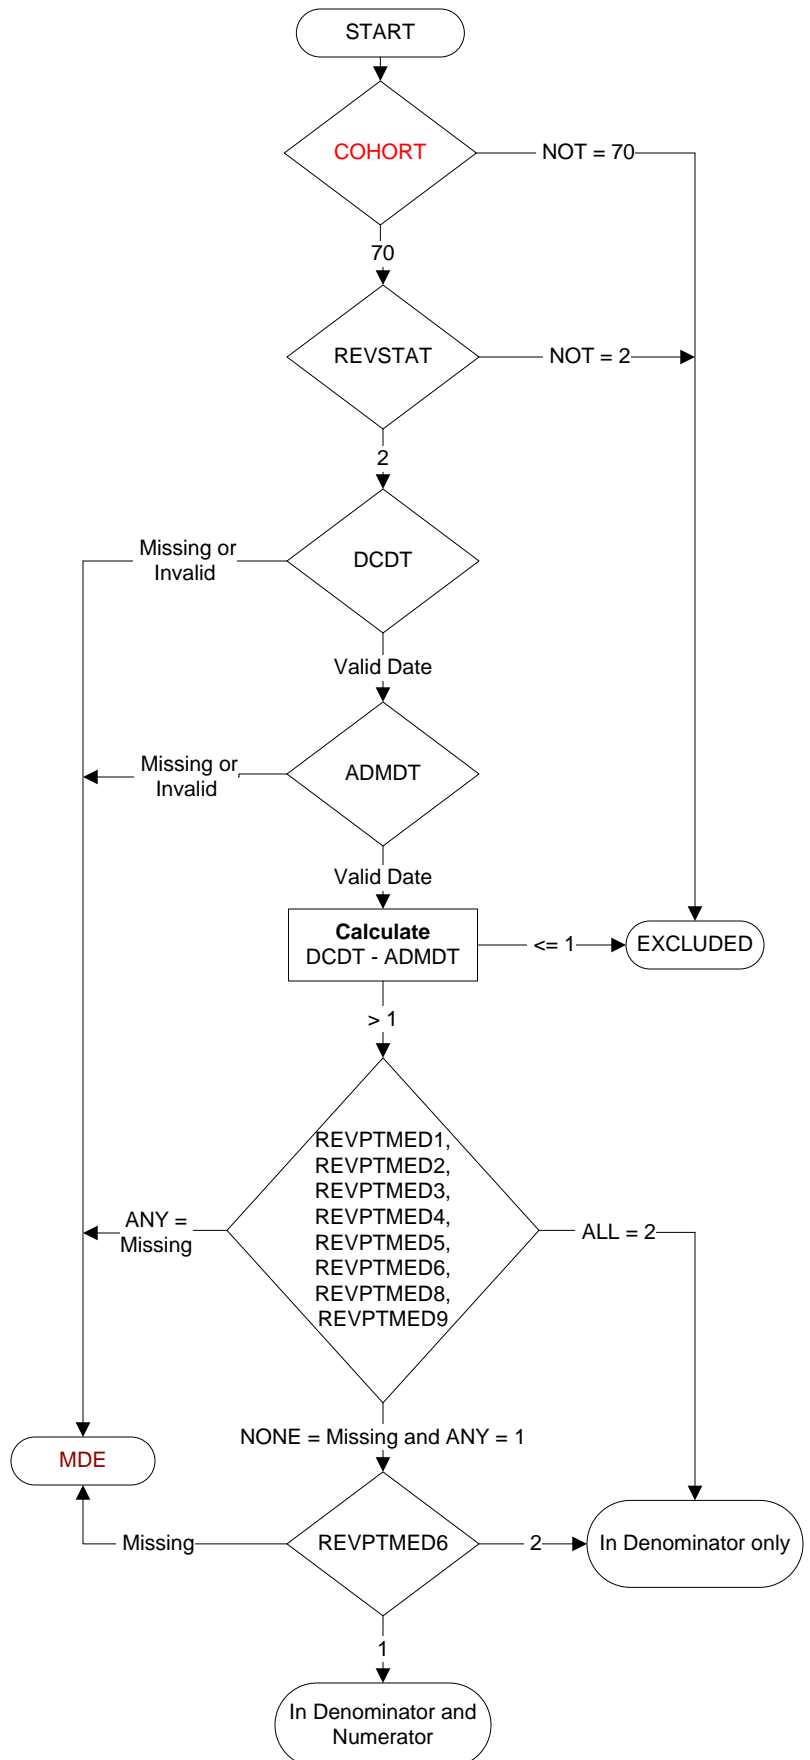 START
COHORT
NOT = 70
70
REVSTAT
NOT = 2
2
Missing or
Invalid
DCDT
Valid Date
Missing or
Invalid
ADMDT
Valid Date
Calculate
DCDT - ADMDT
<= 1
EXCLUDED
> 1
REVPTMED1,
REVPTMED2,
REVPTMED3,
REVPTMED4,
REVPTMED5,
REVPTMED6,
REVPTMED8,
REVPTMED9
ANY =
Missing
ALL = 2
NONE = Missing and ANY = 1
MDE
Missing
REVPTMED6
2
In Denominator only
1
In Denominator and
Numerator